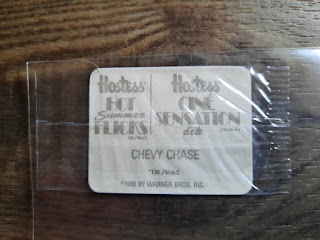 Hostess
HOT
Summer
FLICKS
Hostess
CINÉ
SENSATION
d'été
CHEVY CHASE
©1988 BY WARNER BROS. INC.